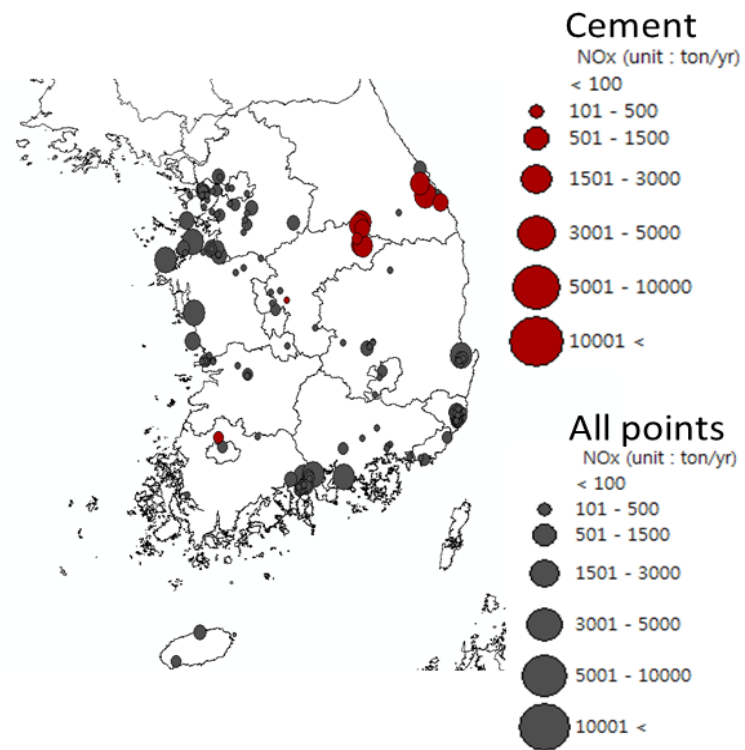 Cement
NOx (unit : ton/yr)
< 100
101 - 500
501 - 1500
1501 - 3000
3001 - 5000
5001 - 10000
10001 <
All points
NOx (unit : ton/yr)
< 100
101 - 500
501 - 1500
1501 - 3000
3001 - 5000
5001 - 10000
10001 <